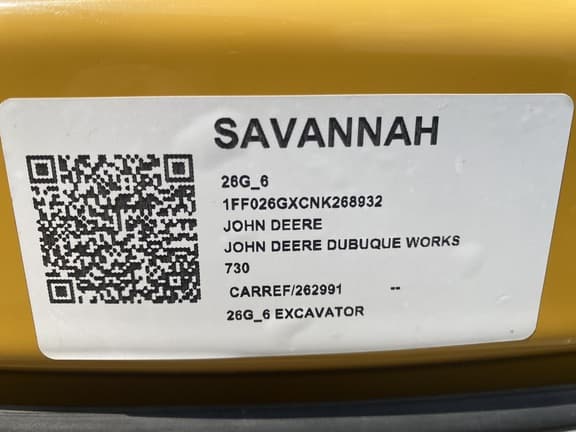 SAVANNAH
26G_6
1FF026GXCNK268932
JOHN DEERE
JOHN DEERE DUBUQUE WORKS
730
CARREF/262991 --
26G_6 EXCAVATOR